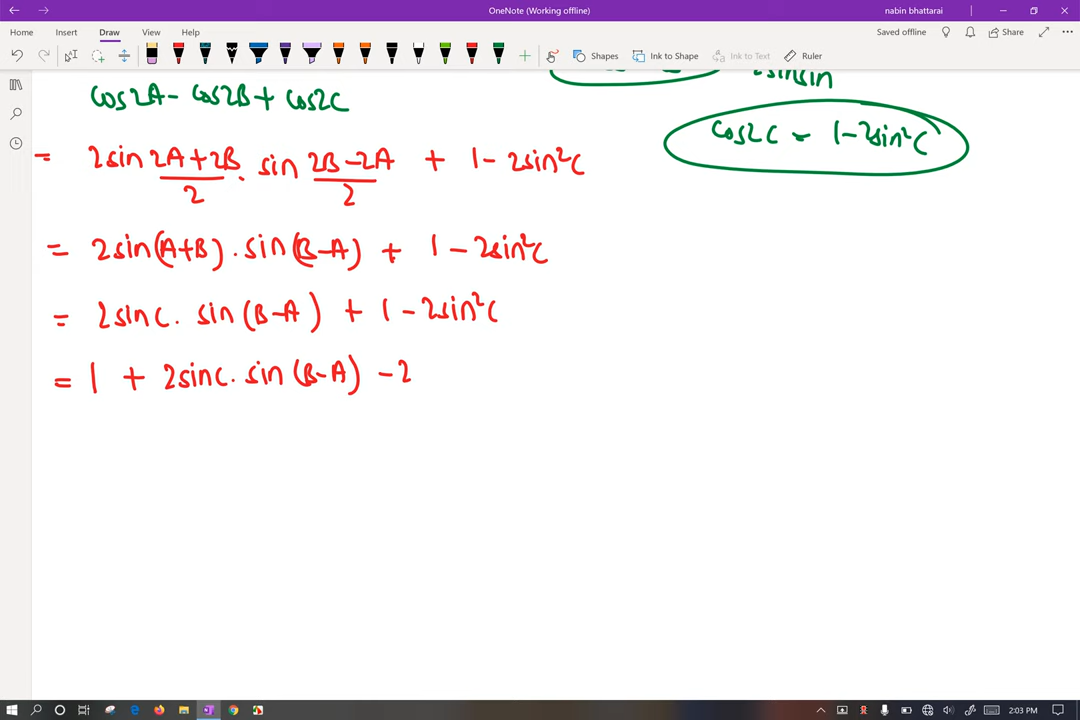 OneNote (Working offline)
nabin bhattarai
Home Insert Draw View Help
Saved offline
Share
Shapes
Ink to Shape
Ink to Text
Ruler
cos2A - cos2B + cos2C
cos2C = 1-2sin²C
= 2sin 2A+2B/2 . sin 2B-2A/2 + 1-2sin²C
= 2sin(A+B) . sin(B-A) + 1-2sin²C
= 2sinC. sin(B-A) + 1-2sin²C
= 1 + 2sinC. sin(B-A) -2
2:03 PM